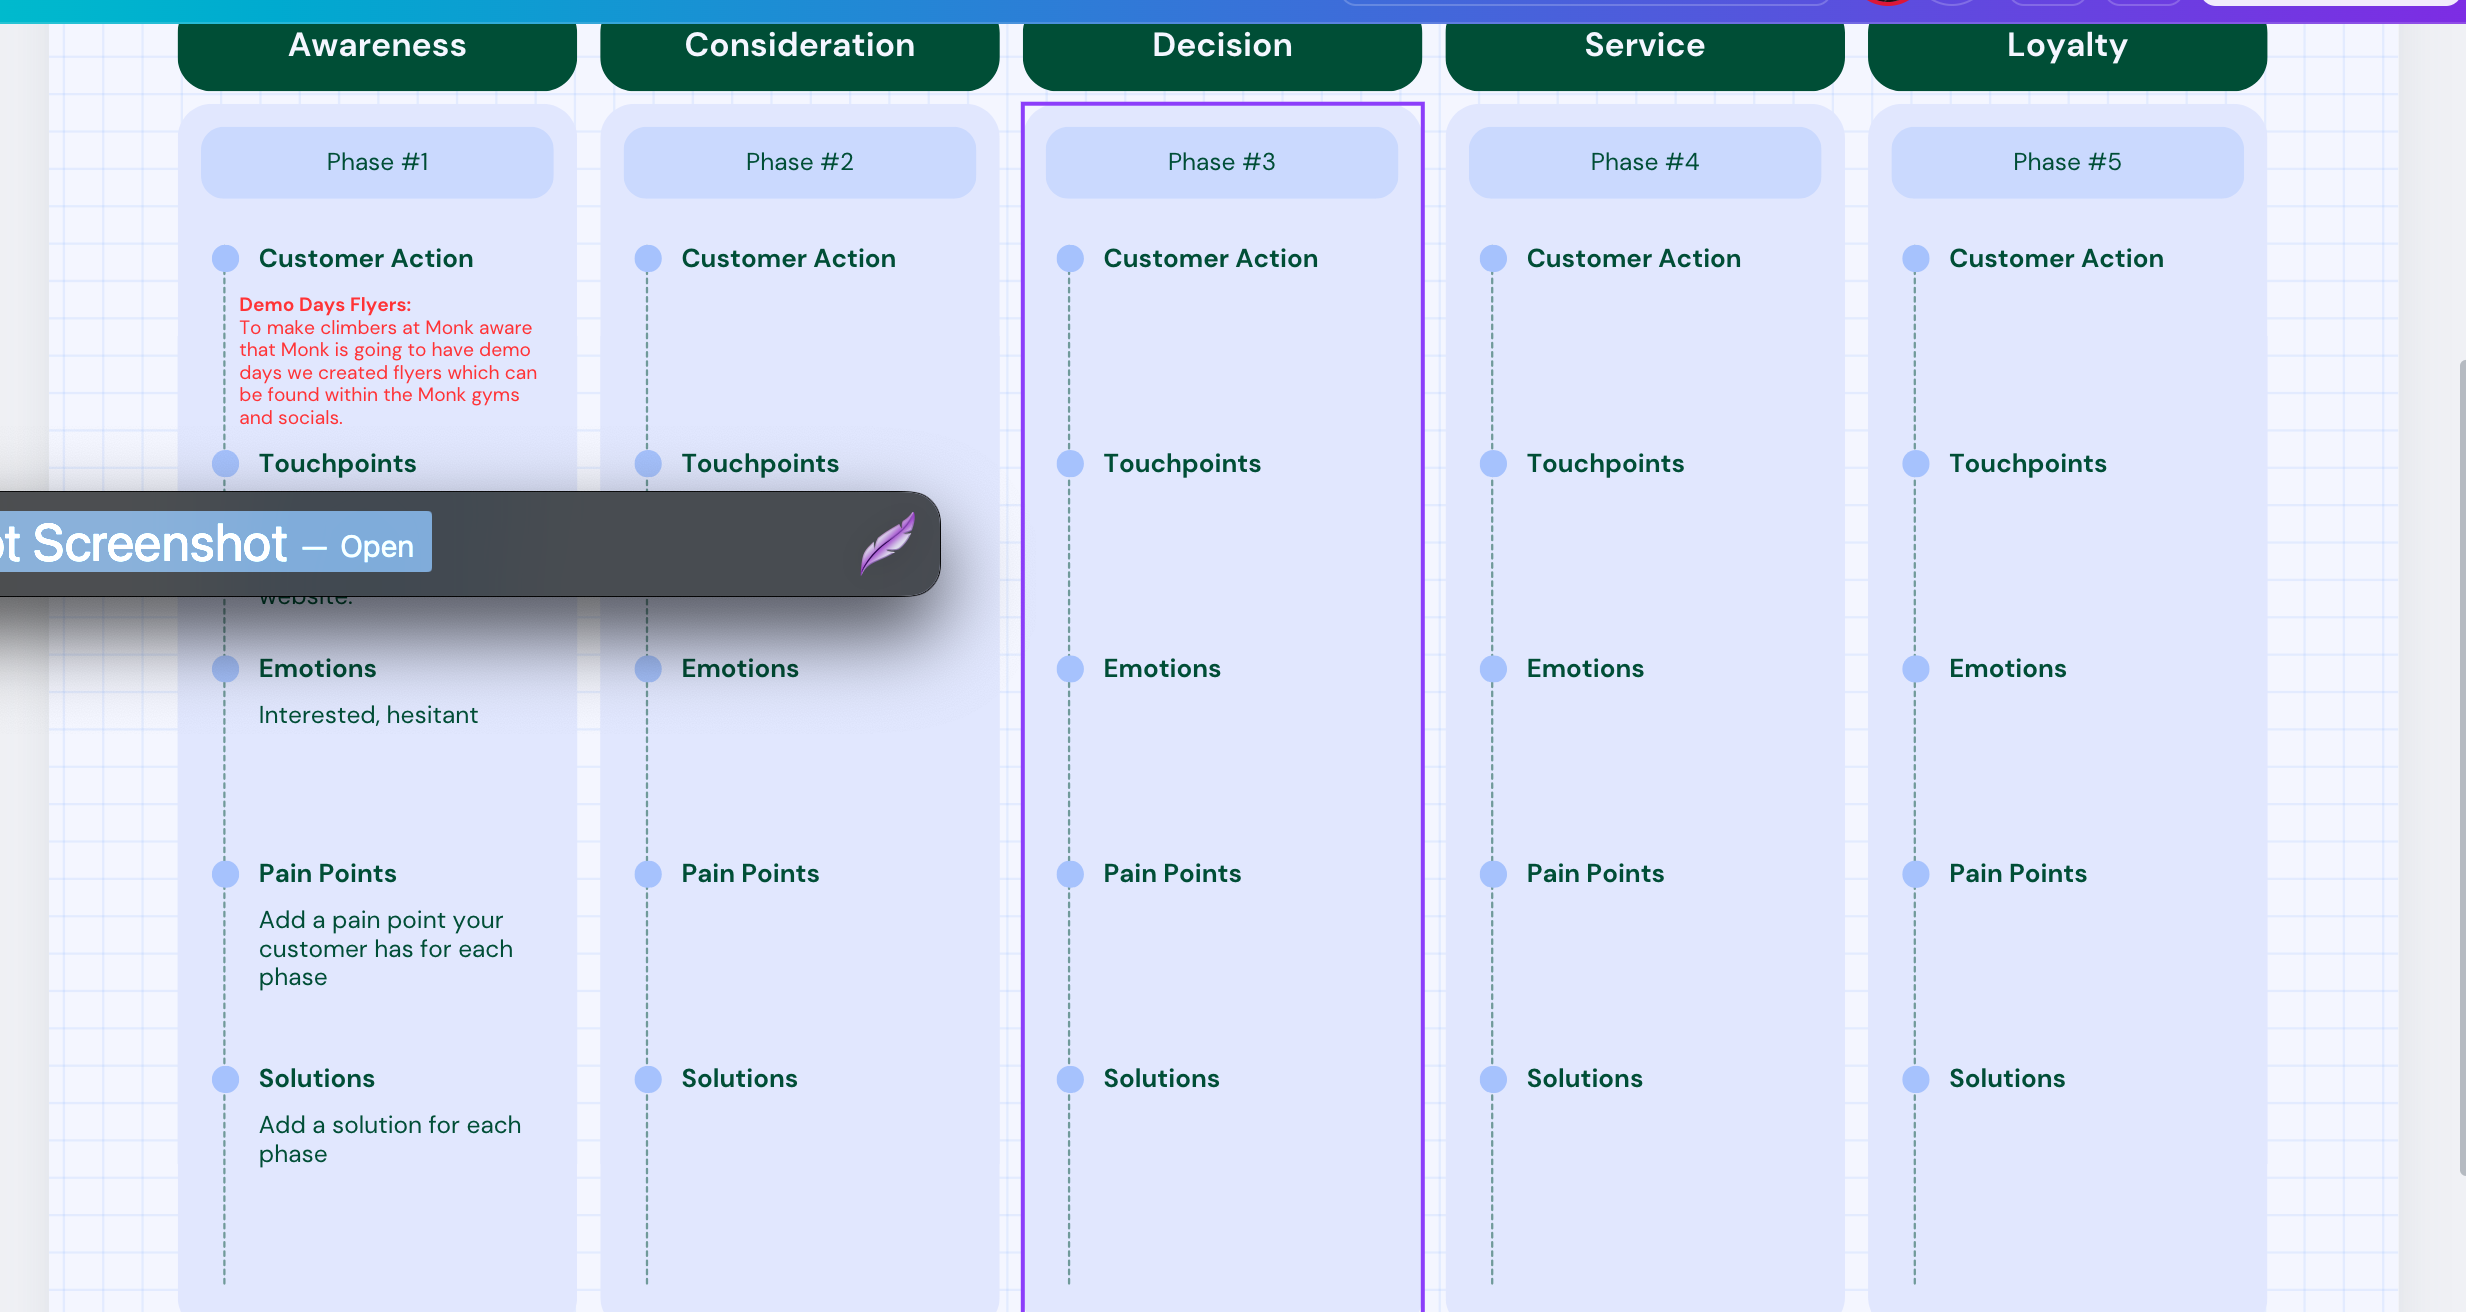 Awareness
Consideration
Decision
Service
Loyalty
Phase #1
Phase #2
Phase #3
Phase #4
Phase #5
Customer Action
Demo Days Flyers:
To make climbers at Monk aware
that Monk is going to have demo
days we created flyers which can
be found within the Monk gyms
and socials.
Touchpoints
Screenshot — Open
website.
Emotions
Interested, hesitant
Pain Points
Add a pain point your
customer has for each
phase
Solutions
Add a solution for each
phase
Customer Action
Touchpoints
Emotions
Pain Points
Solutions
Customer Action
Touchpoints
Emotions
Pain Points
Solutions
Customer Action
Touchpoints
Emotions
Pain Points
Solutions
Customer Action
Touchpoints
Emotions
Pain Points
Solutions